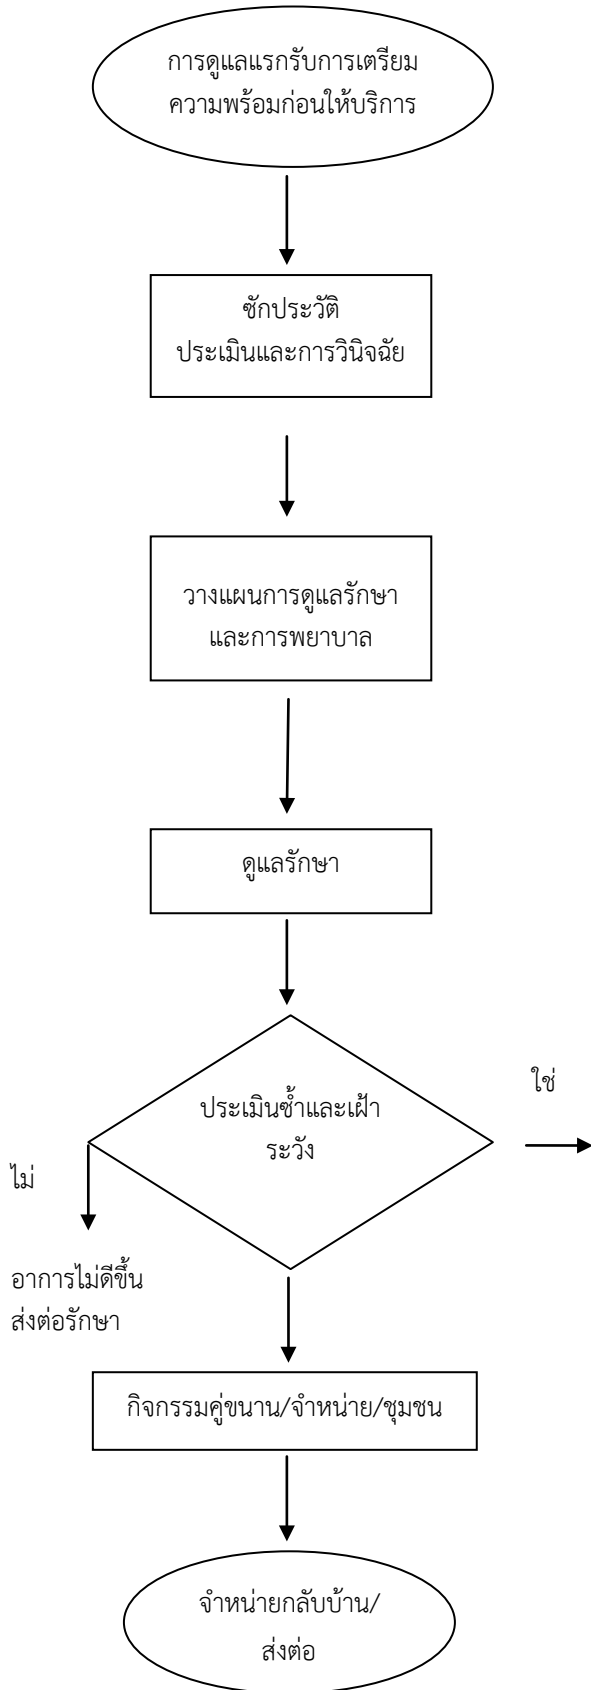 การดูแลแรกรับการเตรียม
ความพร้อมก่อนให้บริการ
ซักประวัติ
ประเมินและการวินิจฉัย
วางแผนการดูแลรักษา
และการพยาบาล
ดูแลรักษา
ใช่
ประเมินซ้ำและเฝ้า
ระวัง
ไม่
อาการไม่ดีขึ้น
ส่งต่อรักษา
กิจกรรมคู่ขนาน/จำหน่าย/ชุมชน
จำหน่ายกลับบ้าน/
ส่งต่อ